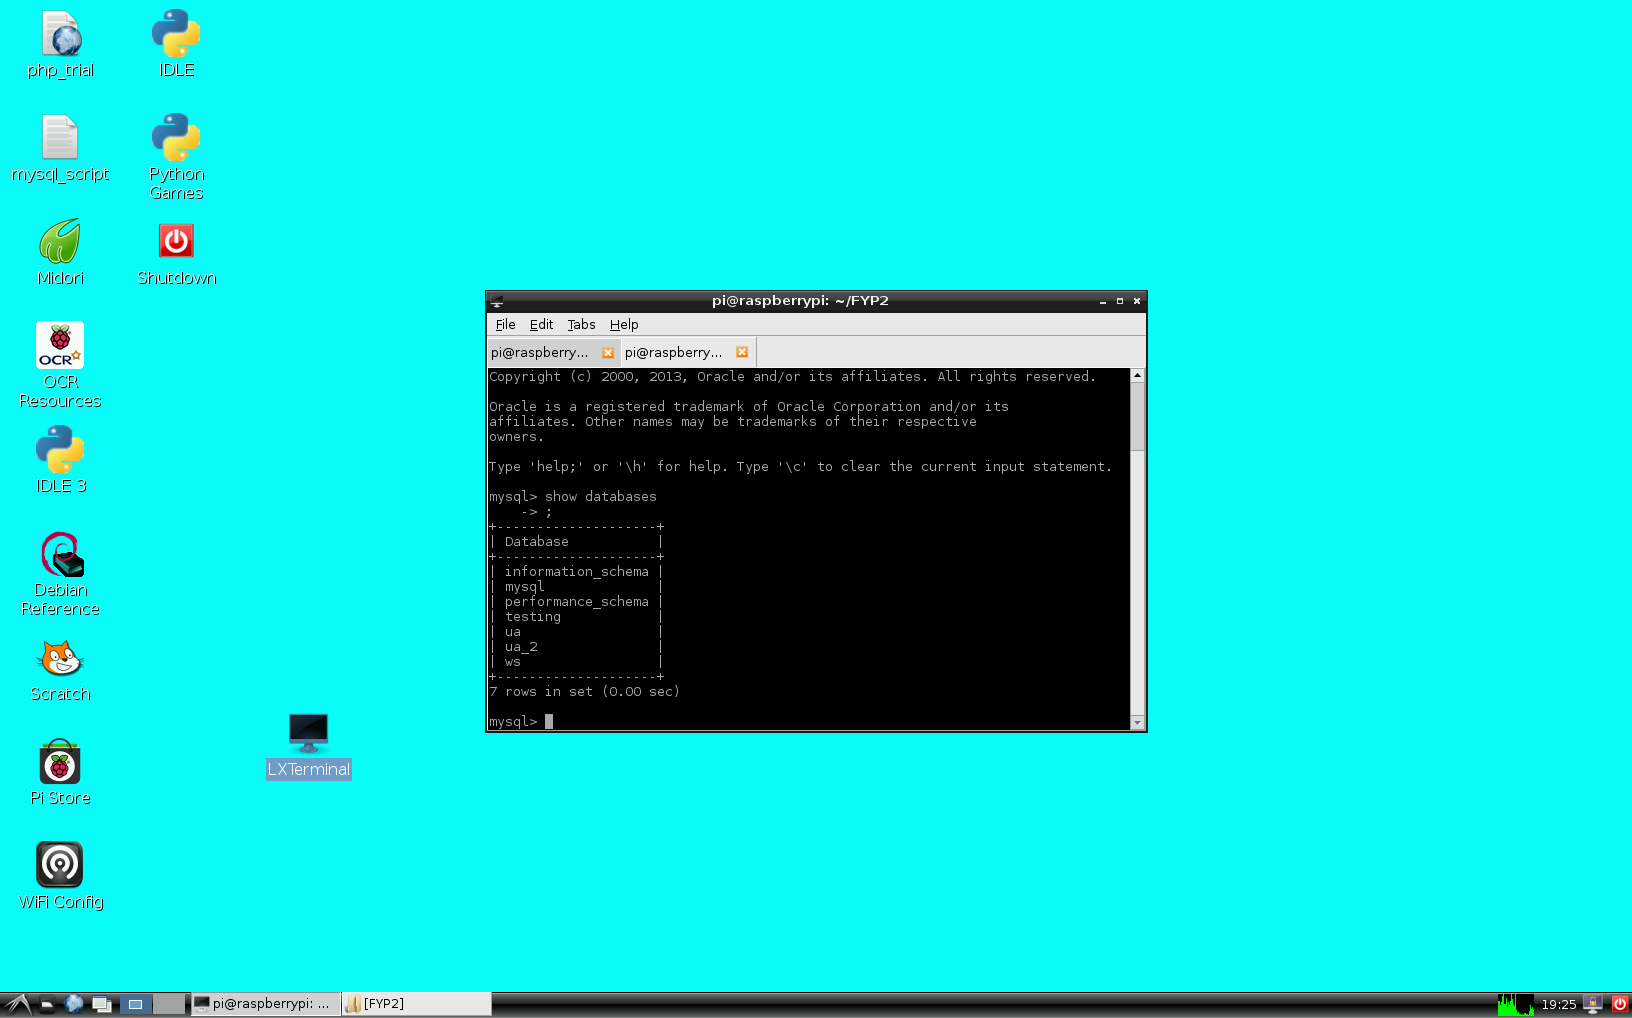 php_trial
IDLE
mysql_script
Python
Games
Midori
Shutdown
OCR
OCR
Resources
IDLE 3
Debian
Reference
Scratch
Pi Store
WiFi Config
LXTerminal
pi@raspberrypi: ~/FYP2
File Edit Tabs Help
pi@raspberry... pi@raspberry...
Copyright (c) 2000, 2013, Oracle and/or its affiliates. All rights reserved.
Oracle is a registered trademark of Oracle Corporation and/or its
affiliates. Other names may be trademarks of their respective
owners.
Type 'help;' or '\h' for help. Type '\c' to clear the current input statement.
mysql> show databases
    -> ;
+--------------------+
| Database           |
+--------------------+
| information_schema |
| mysql              |
| performance_schema |
| testing            |
| ua                 |
| ua_2               |
| ws                 |
+--------------------+
7 rows in set (0.00 sec)
mysql>
pi@raspberrypi: ...
[FYP2]
19:25